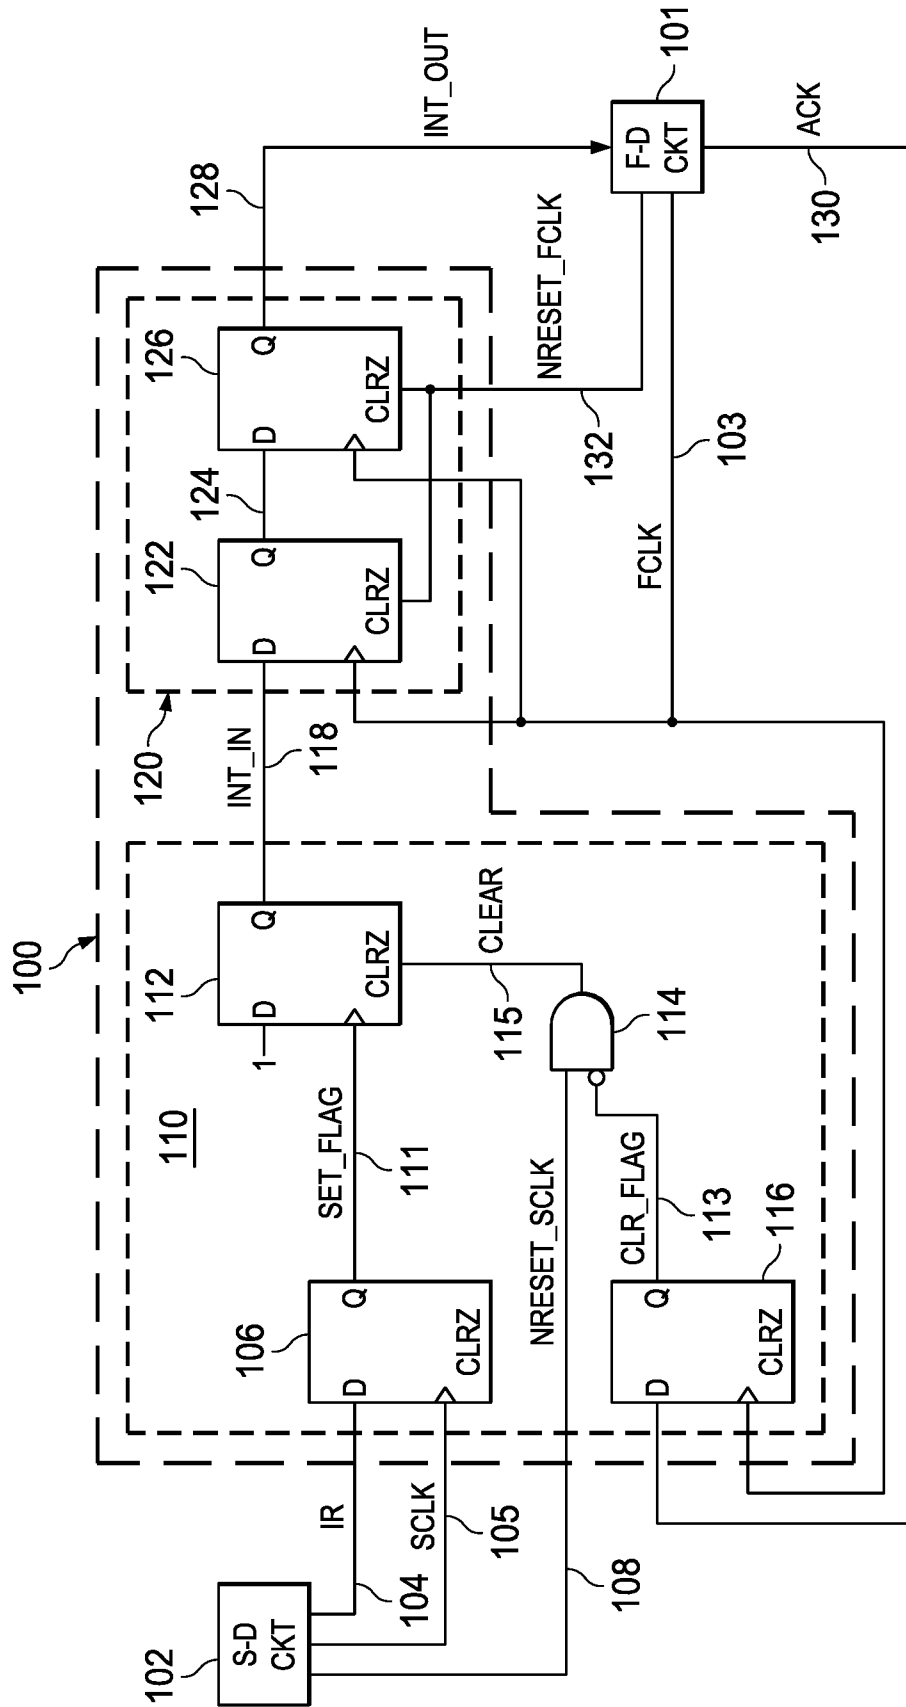 100
102
S-D
CKT
IR
104
SCLK
105
108
110
106
D
Q
CLRZ
SET_FLAG
111
NRESET_SCLK
112
1
D
Q
CLRZ
CLEAR
115
114
CLR_FLAG
113
116
D
Q
CLRZ
INT_IN
118
120
122
D
Q
CLRZ
124
126
D
Q
CLRZ
128
INT_OUT
NRESET_FCLK
132
FCLK
103
F-D
CKT
101
ACK
130